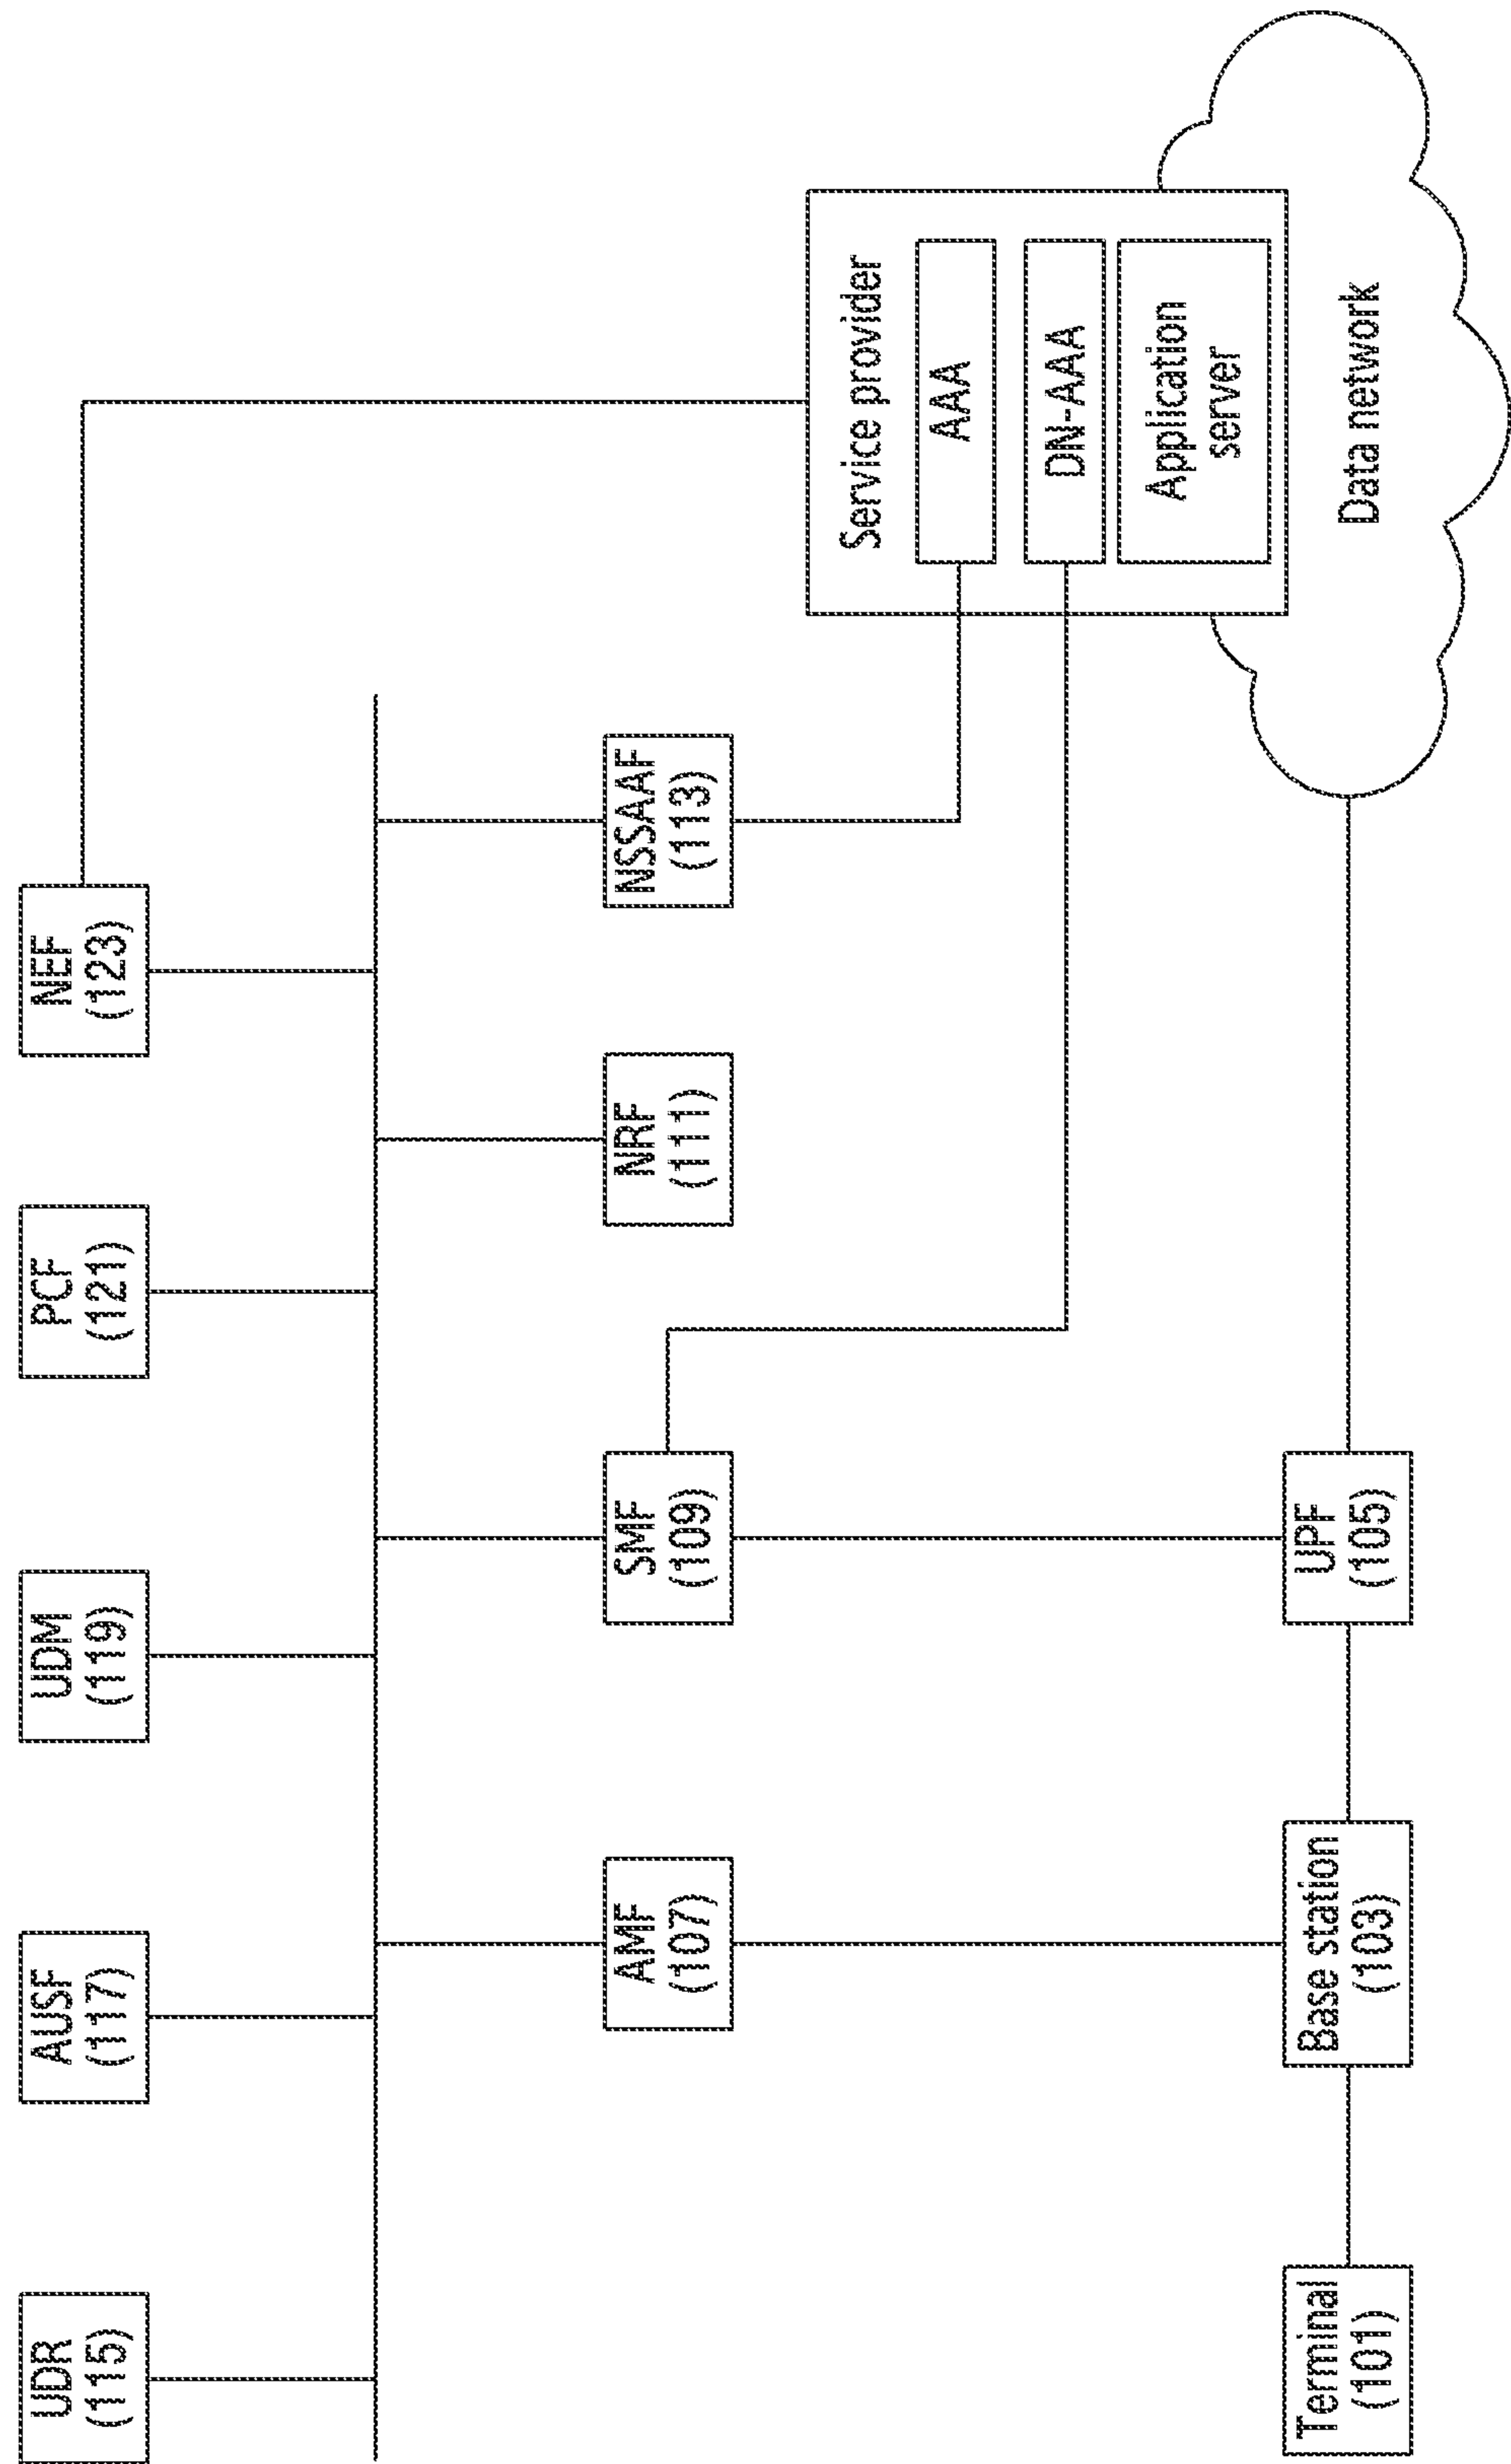 UDR
(115)
AUSF
(117)
UDM
(119)
PCF
(121)
NEF
(123)
AMF
(107)
SMF
(109)
NRF
(111)
NSSAAF
(113)
Service provider
AAA
DN-AAA
Application
server
Data network
Terminal
(101)
Base station
(103)
UPF
(105)